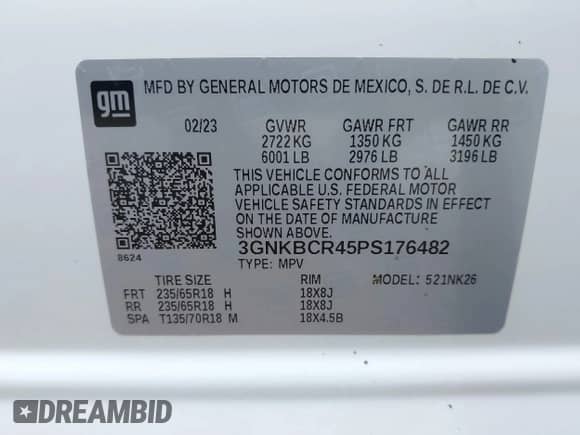 gm
MFD BY GENERAL MOTORS DE MEXICO, S. DE R.L. DE C.V.
02/23 GVWR GAWR FRT GAWR RR
2722 KG 1350 KG 1450 KG
6001 LB 2976 LB 3196 LB
THIS VEHICLE CONFORMS TO ALL
APPLICABLE U.S. FEDERAL MOTOR
VEHICLE SAFETY STANDARDS IN EFFECT
ON THE DATE OF MANUFACTURE
SHOWN ABOVE.
8624
3GNKBCR45PS176482
TYPE: MPV
TIRE SIZE RIM MODEL: 521NK26
FRT 235/65R18 H 18X8J
RR 235/65R18 H 18X8J
SPA T135/70R18 M 18X4.5B
DREAMBID